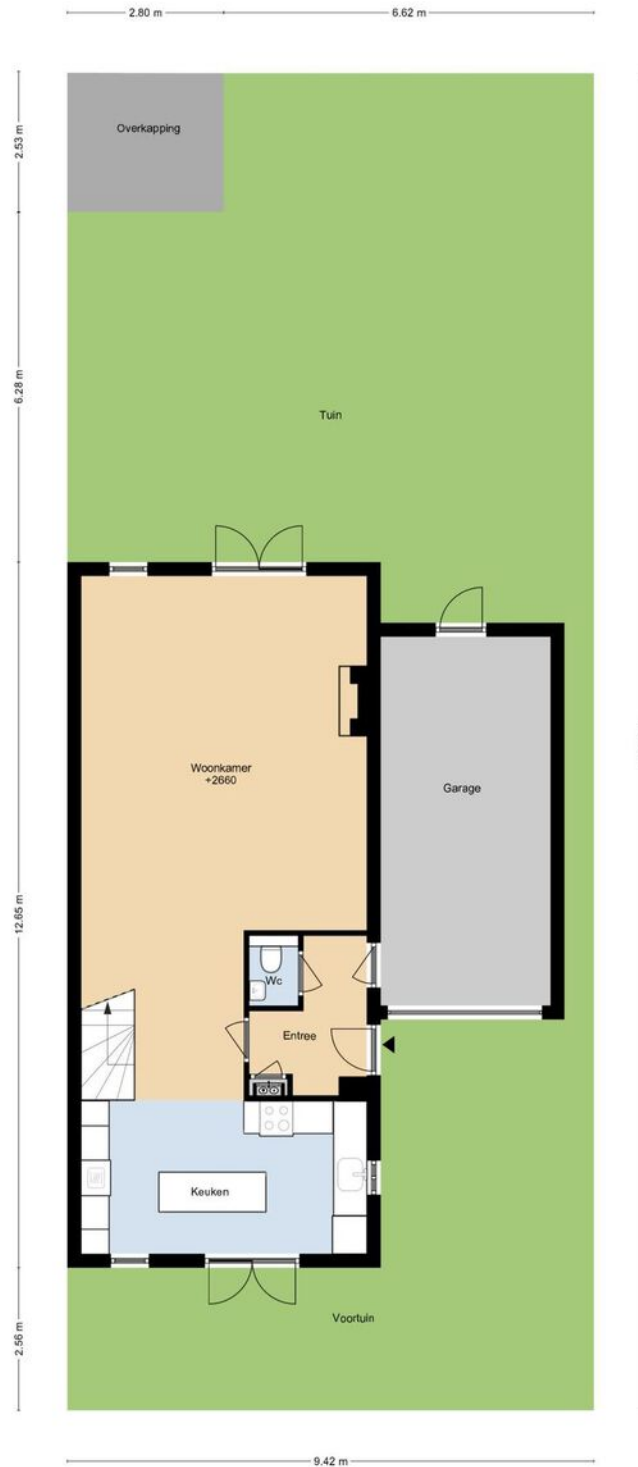 2.80 m
6.62 m
2.53 m
Overkapping
6.28 m
Tuin
12.65 m
Woonkamer
+2660
Garage
Wc
Entree
Keuken
2.56 m
Voortuin
9.42 m